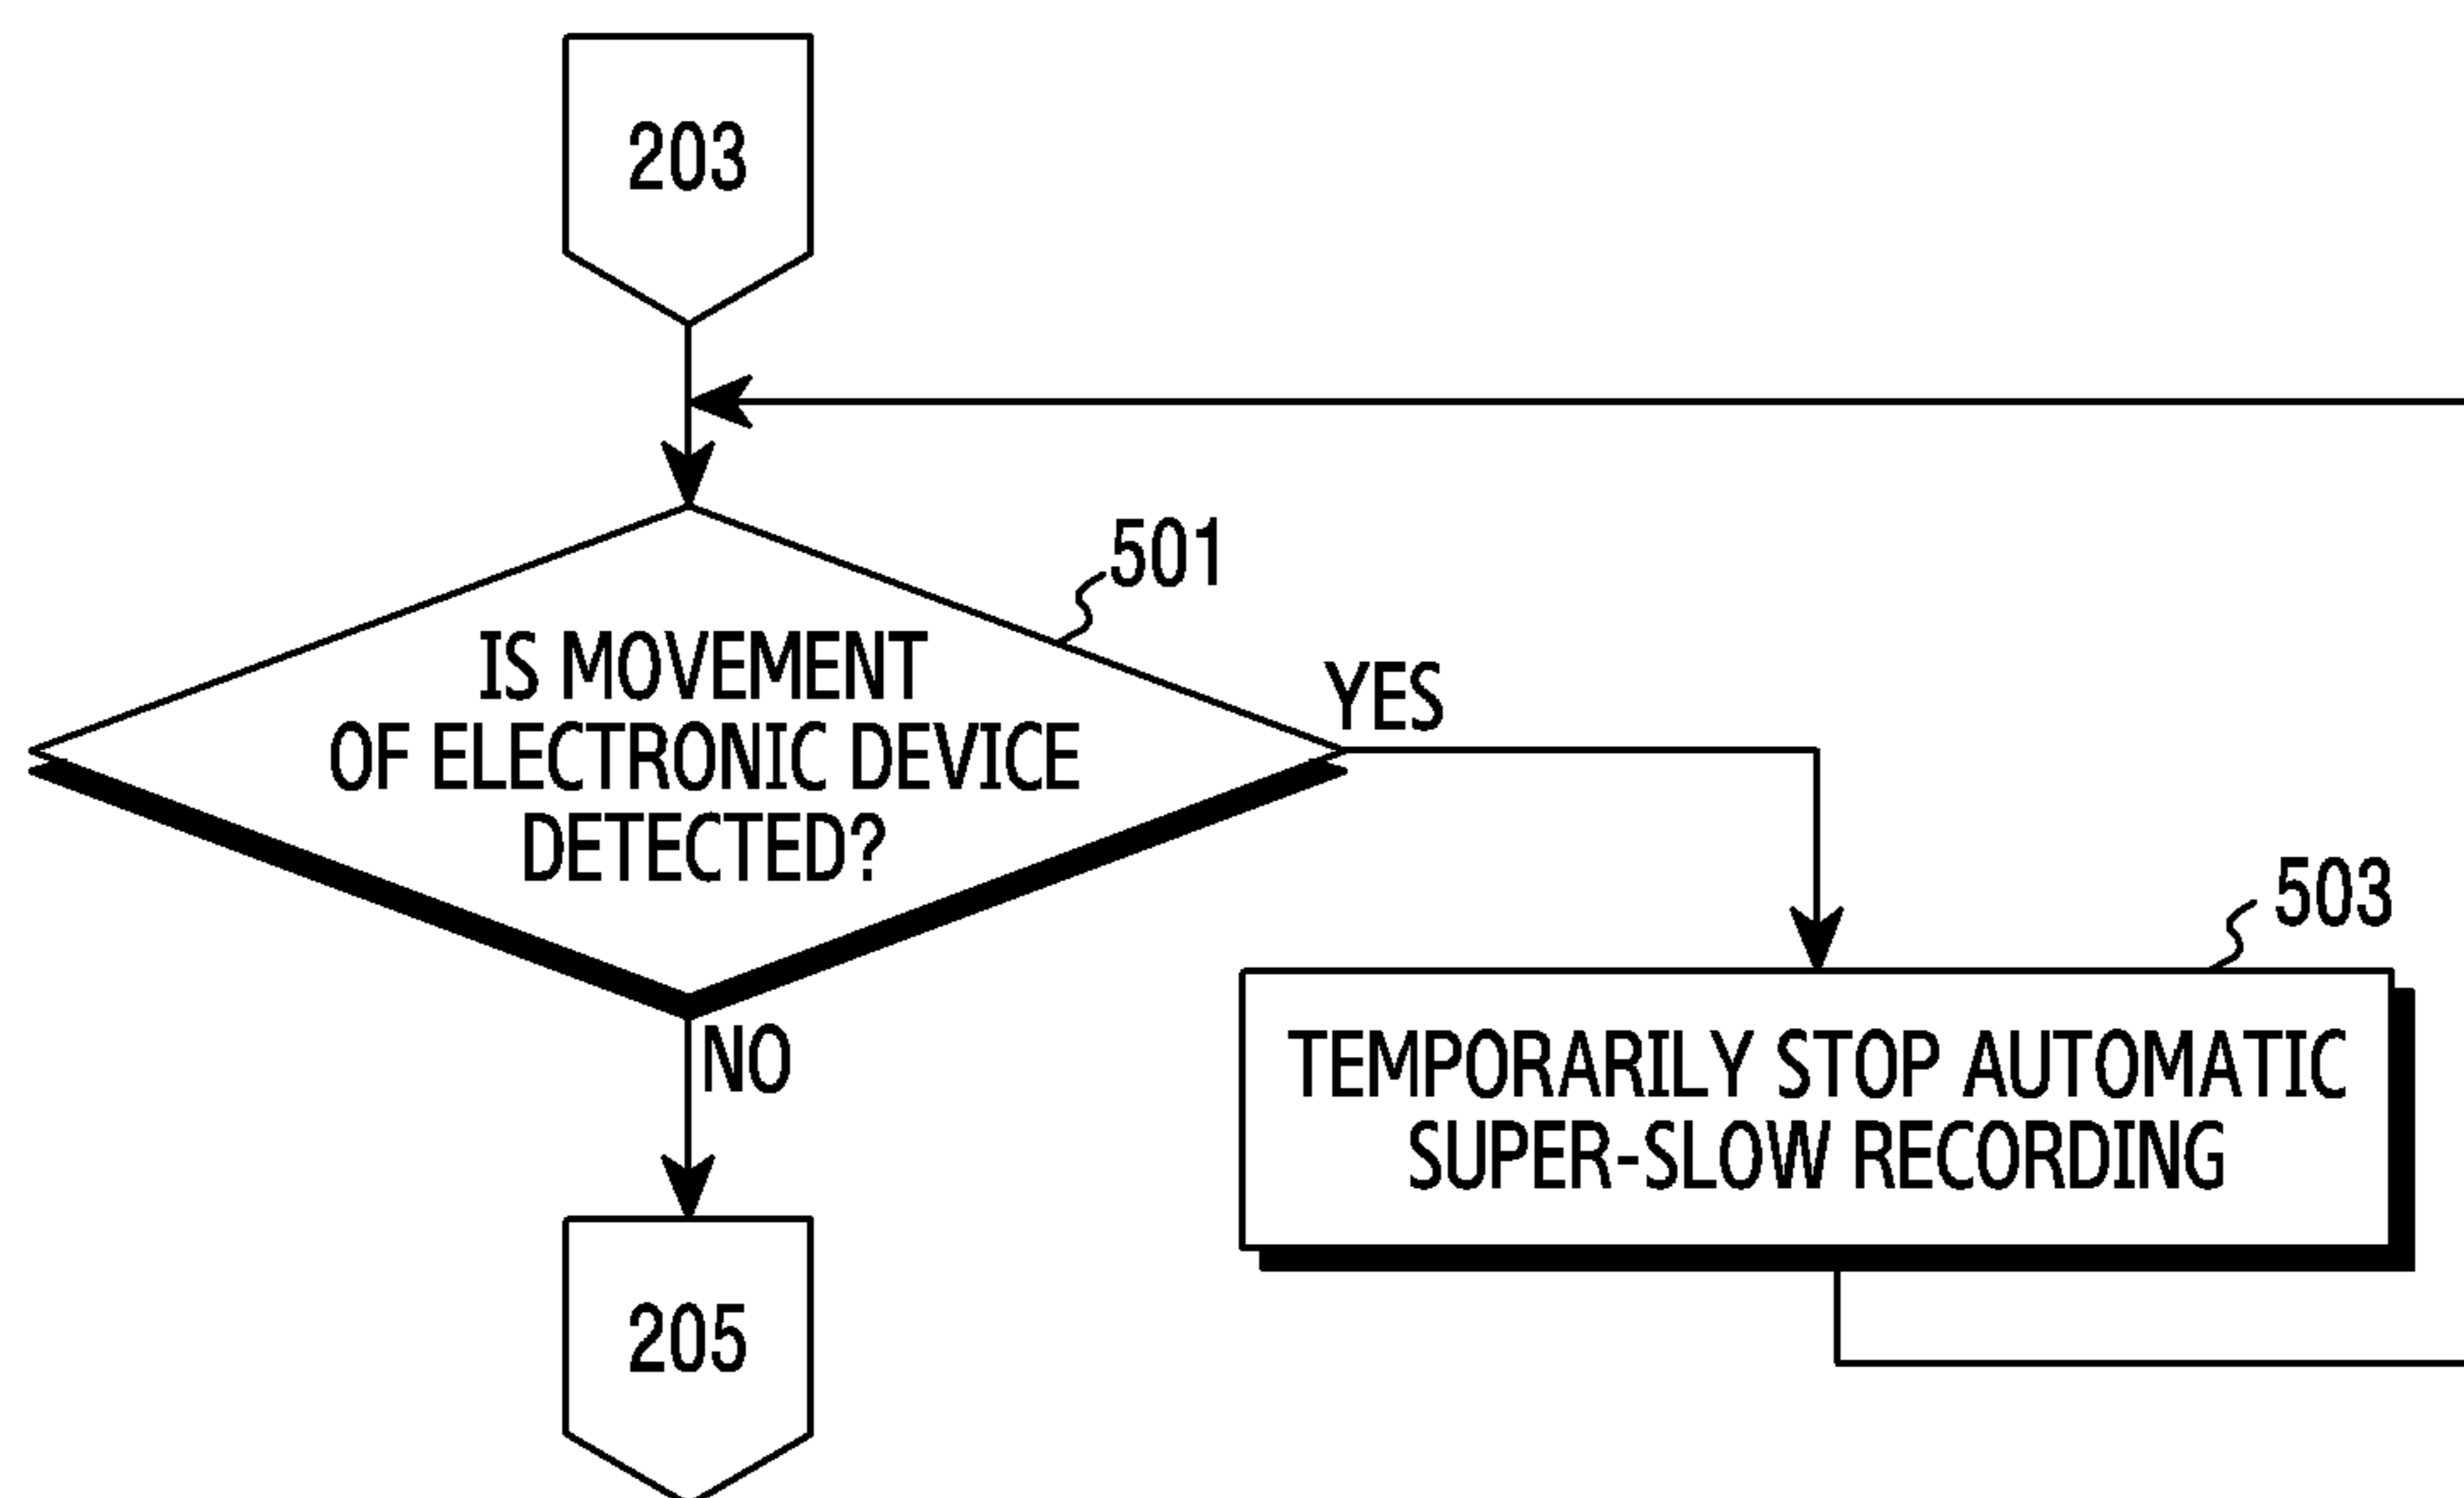 203
501
IS MOVEMENT
OF ELECTRONIC DEVICE
DETECTED?
YES
503
TEMPORARILY STOP AUTOMATIC
SUPER-SLOW RECORDING
NO
205